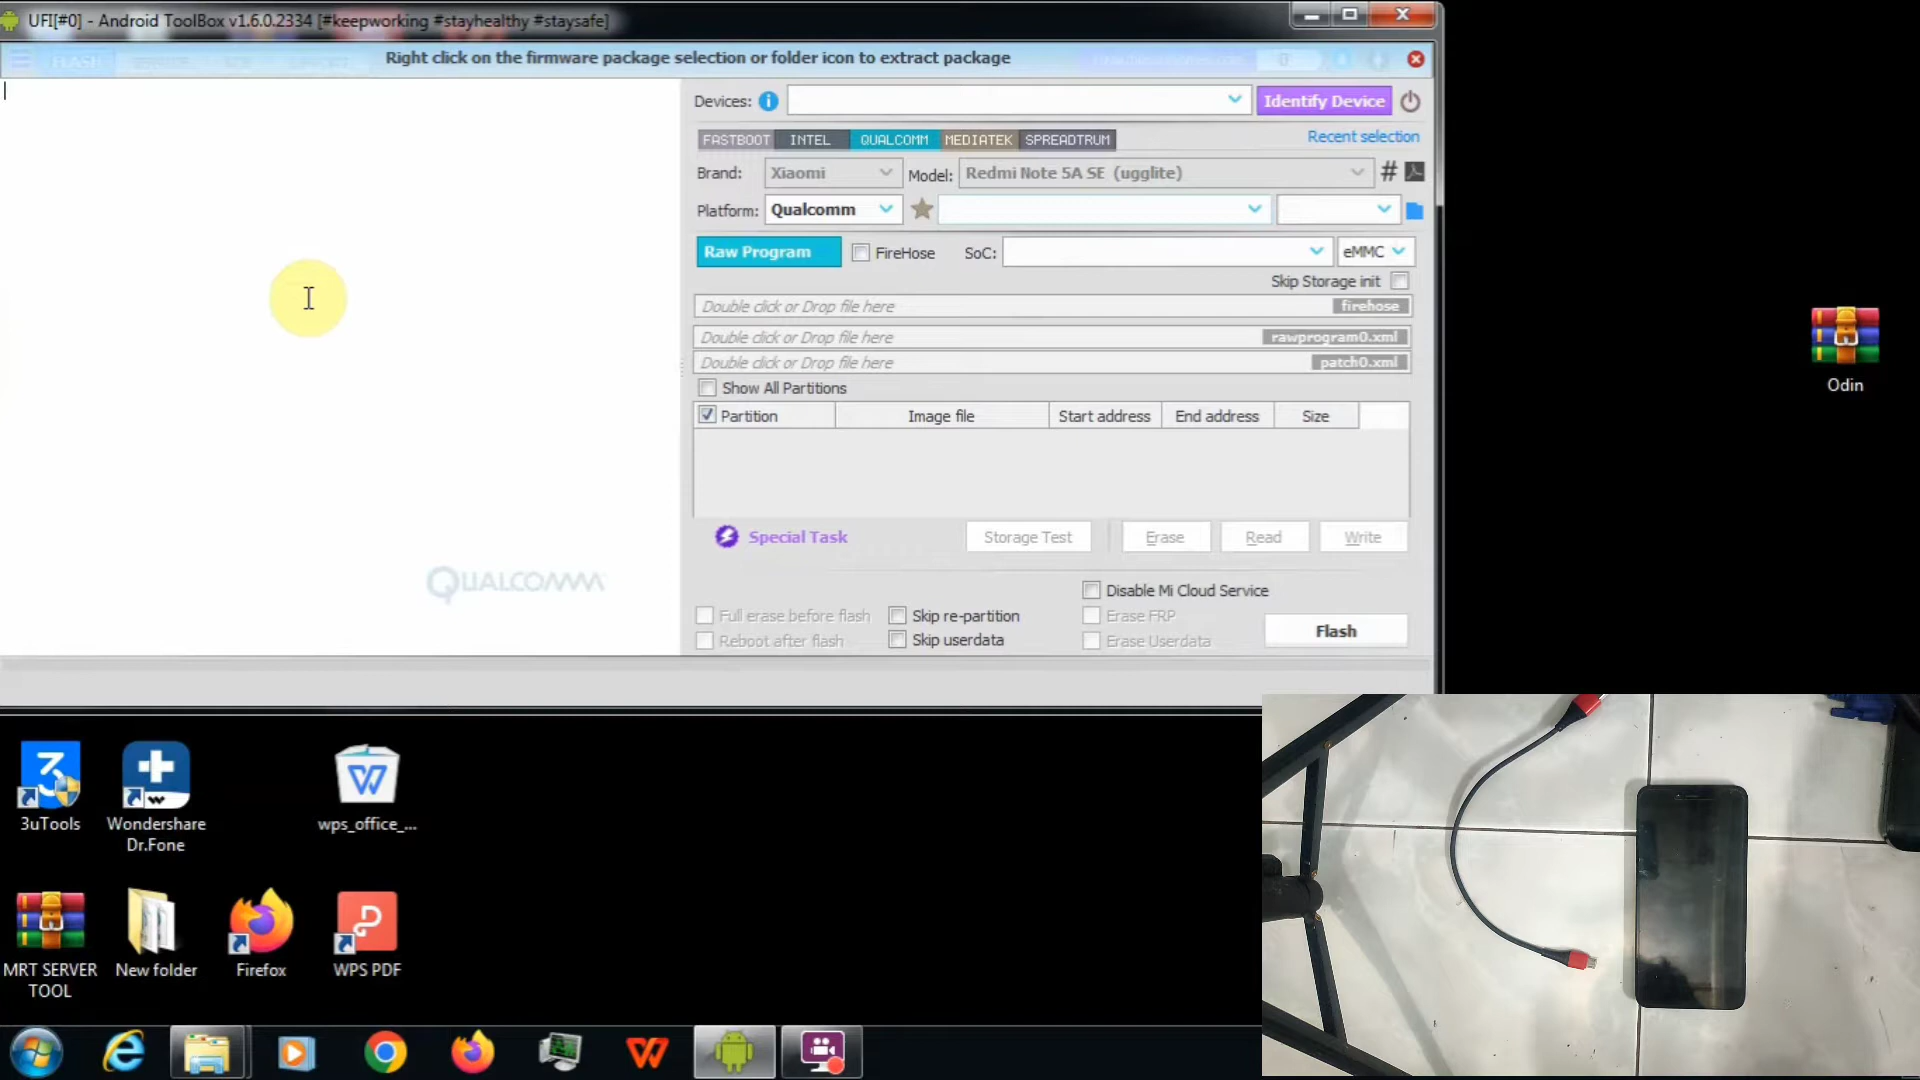 UFI[#0] - Android ToolBox v1.6.0.2334 [#keepworking #stayhealthy #staysafe]
Right click on the firmware package selection or folder icon to extract package
Devices:
Identify Device
FASTBOOT INTEL QUALCOMM MEDIATEK SPREADTRUM
Recent selection
Brand: Xiaomi Model: Redmi Note 5A SE (ugglite) #
Platform: Qualcomm
Raw Program FireHose SoC: eMMC
Skip Storage init
Double click or Drop file here firehose
Double click or Drop file here rawprogram0.xml
Double click or Drop file here patch0.xml
Show All Partitions
Partition Image file Start address End address Size
Special Task Storage Test Erase Read Write
QUALCOMM
Disable Mi Cloud Service
Full erase before flash Skip re-partition Erase FRP
Reboot after flash Skip userdata Erase Userdata
Flash
Odin
3uTools
Wondershare
Dr.Fone
wps_office_...
MRT SERVER
TOOL
New folder
Firefox
WPS PDF